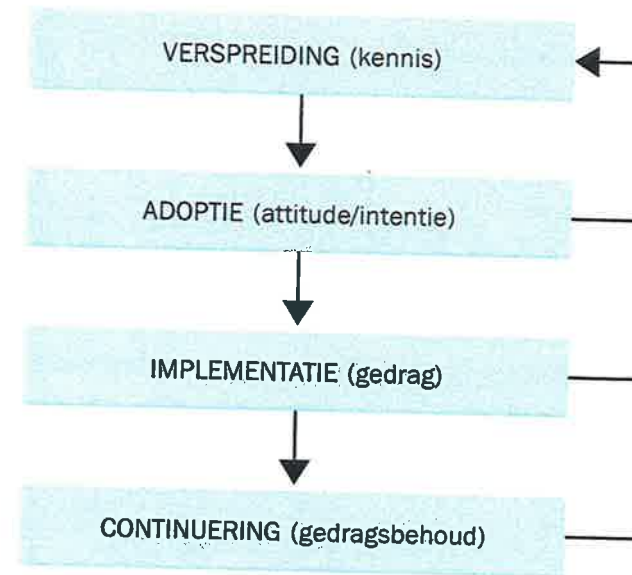 VERSPREIDING (kennis)
ADOPTIE (attitude/intentie)
IMPLEMENTATIE (gedrag)
CONTINUERING (gedragsbehoud)